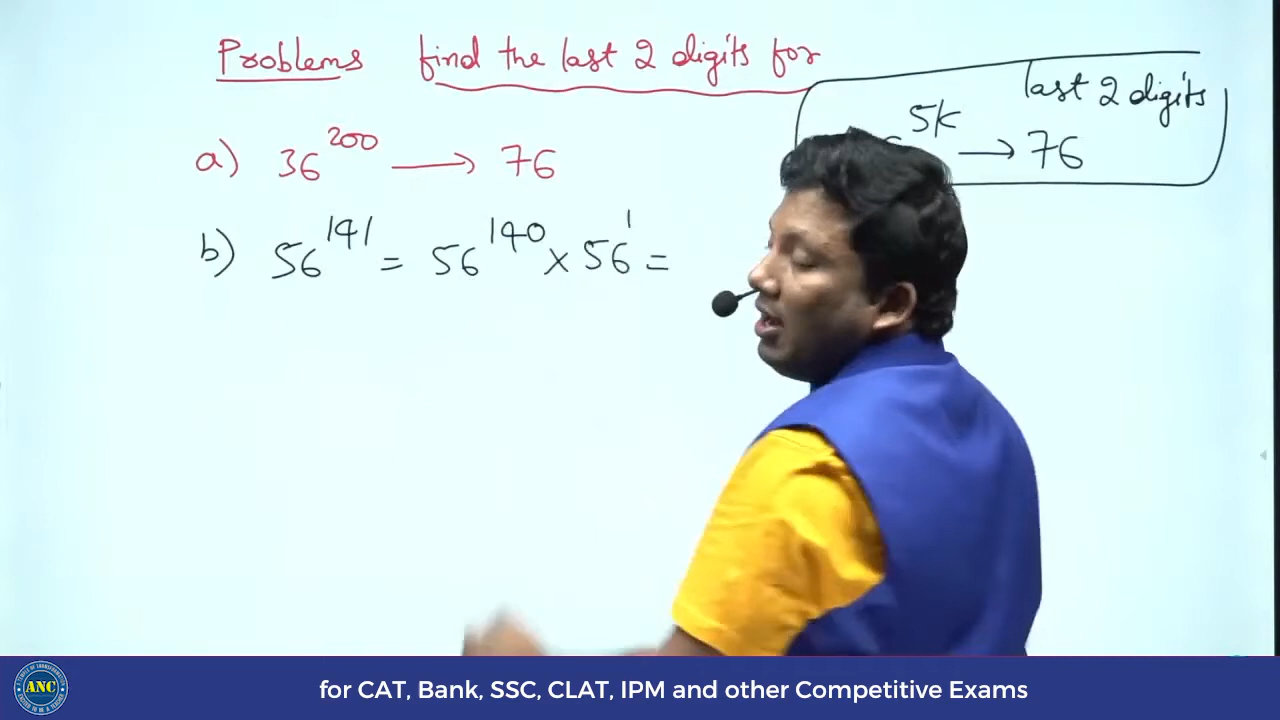 Problems find the last 2 digits for
last 2 digits
5k → 76
a) 36^200 → 76
b) 56^141 = 56^140 × 56^1 =
ANC
for CAT, Bank, SSC, CLAT, IPM and other Competitive Exams